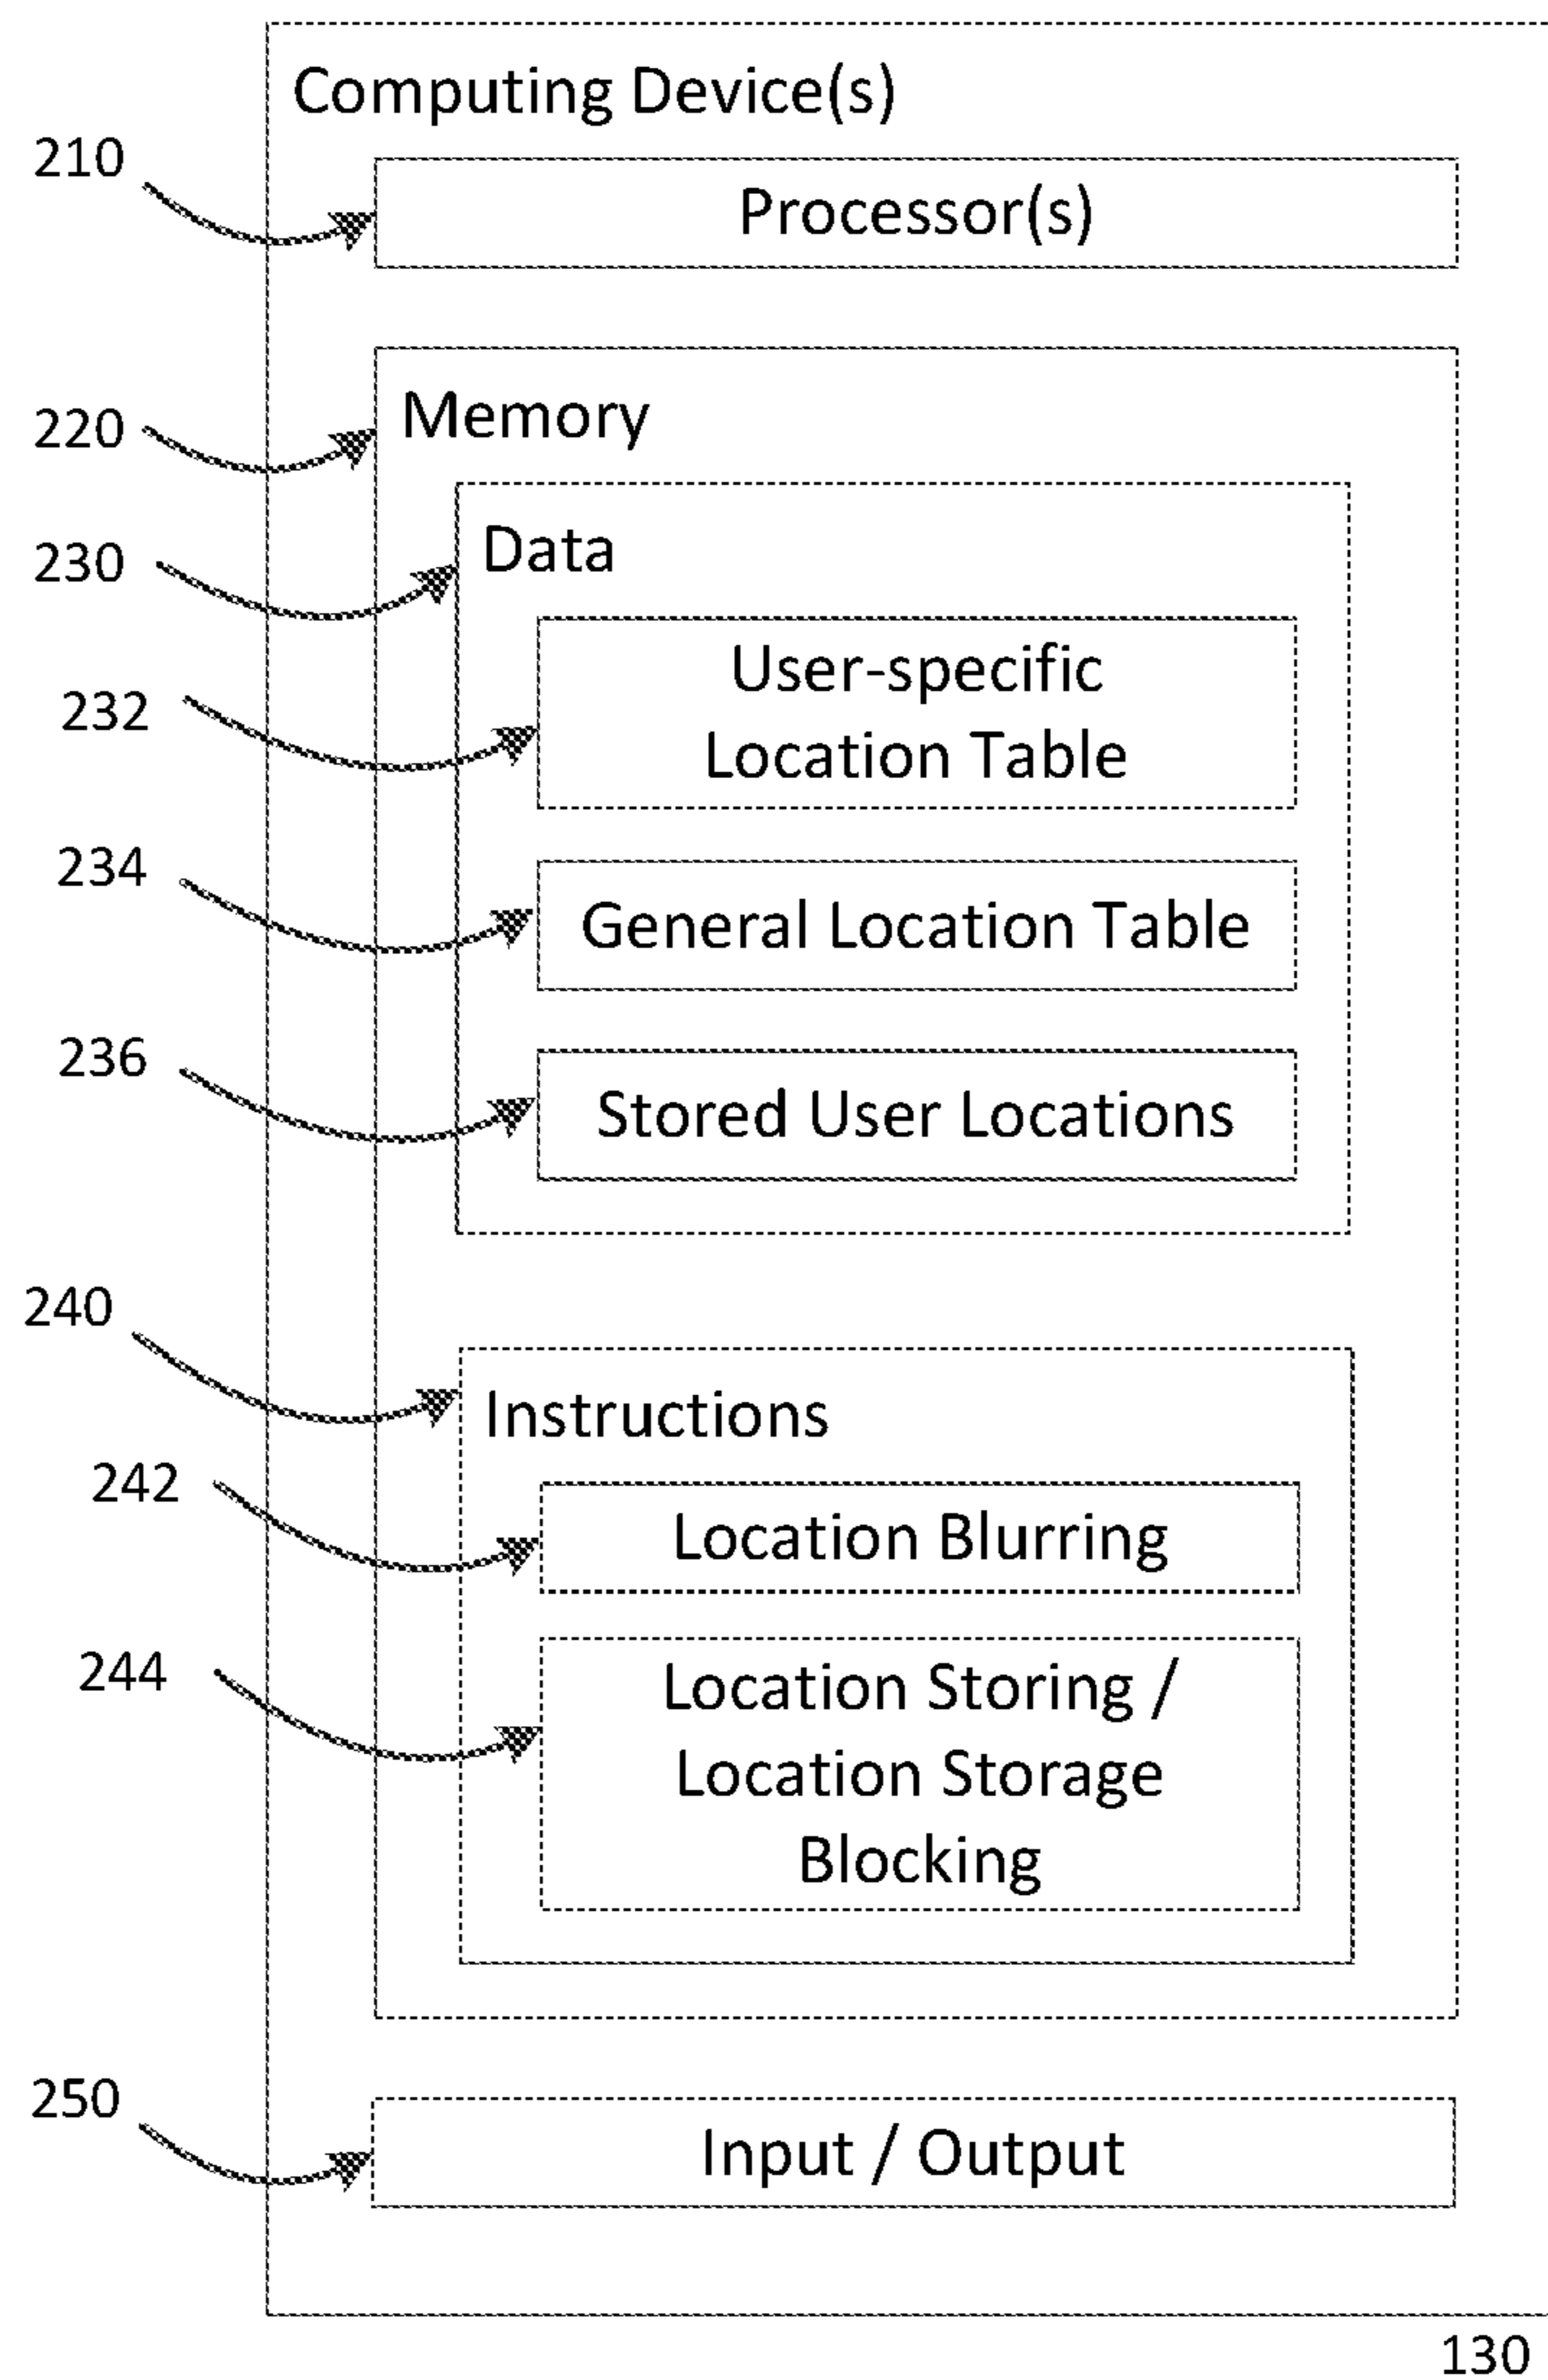 Computing Device(s)
210
Processor(s)
220
Memory
230
Data
232
User-specific
Location Table
234
General Location Table
236
Stored User Locations
240
Instructions
242
Location Blurring
244
Location Storing /
Location Storage
Blocking
250
Input / Output
130